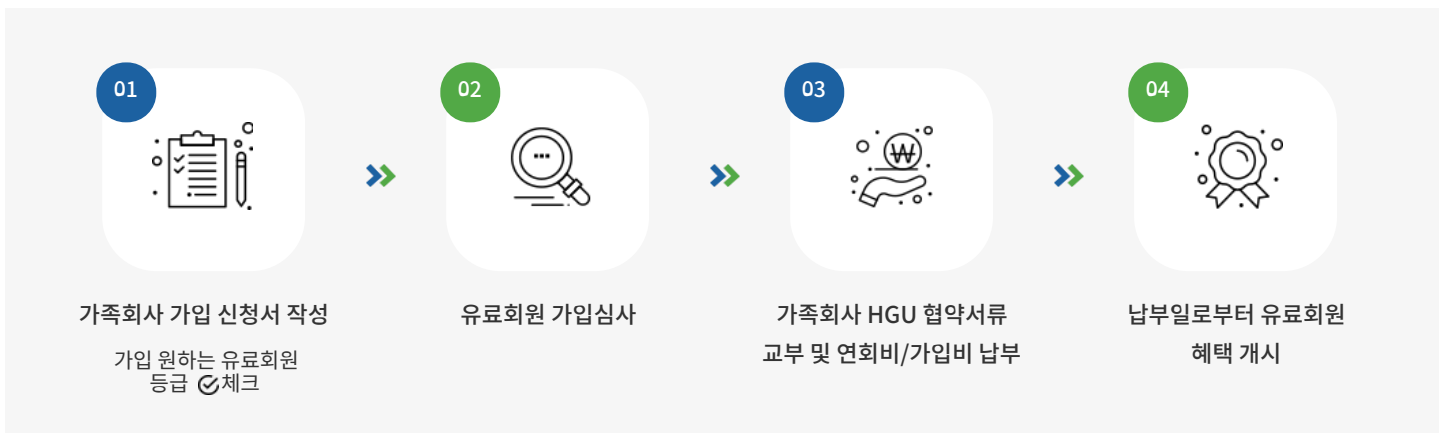 01
가족회사 가입 신청서 작성
가입 원하는 유료회원
등급 체크
02
유료회원 가입심사
03
가족회사 HGU 협약서류
교부 및 연회비/가입비 납부
04
납부일로부터 유료회원
혜택 개시